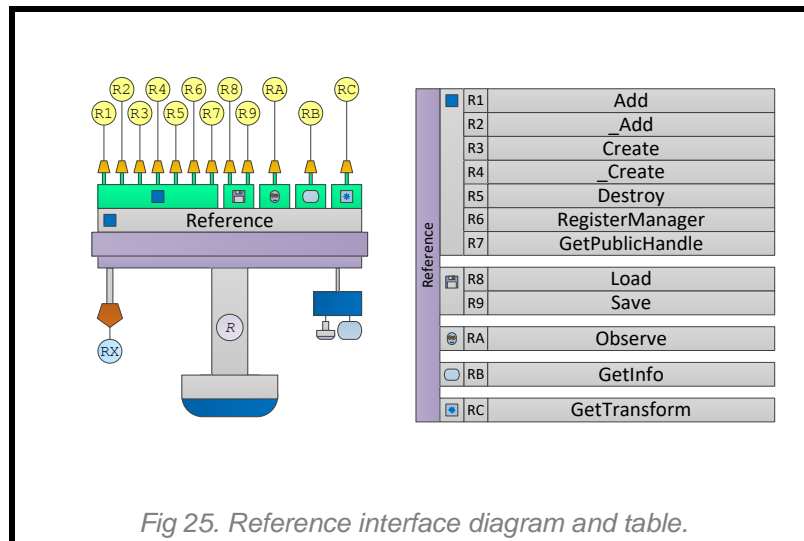 R2 R4 R6 R8 RA RC
R1 R3 R5 R7 R9 RB
Reference
R
RX
Reference
R1 Add
R2 _Add
R3 Create
R4 _Create
R5 Destroy
R6 RegisterManager
R7 GetPublicHandle
R8 Load
R9 Save
RA Observe
RB GetInfo
RC GetTransform
Fig 25. Reference interface diagram and table.